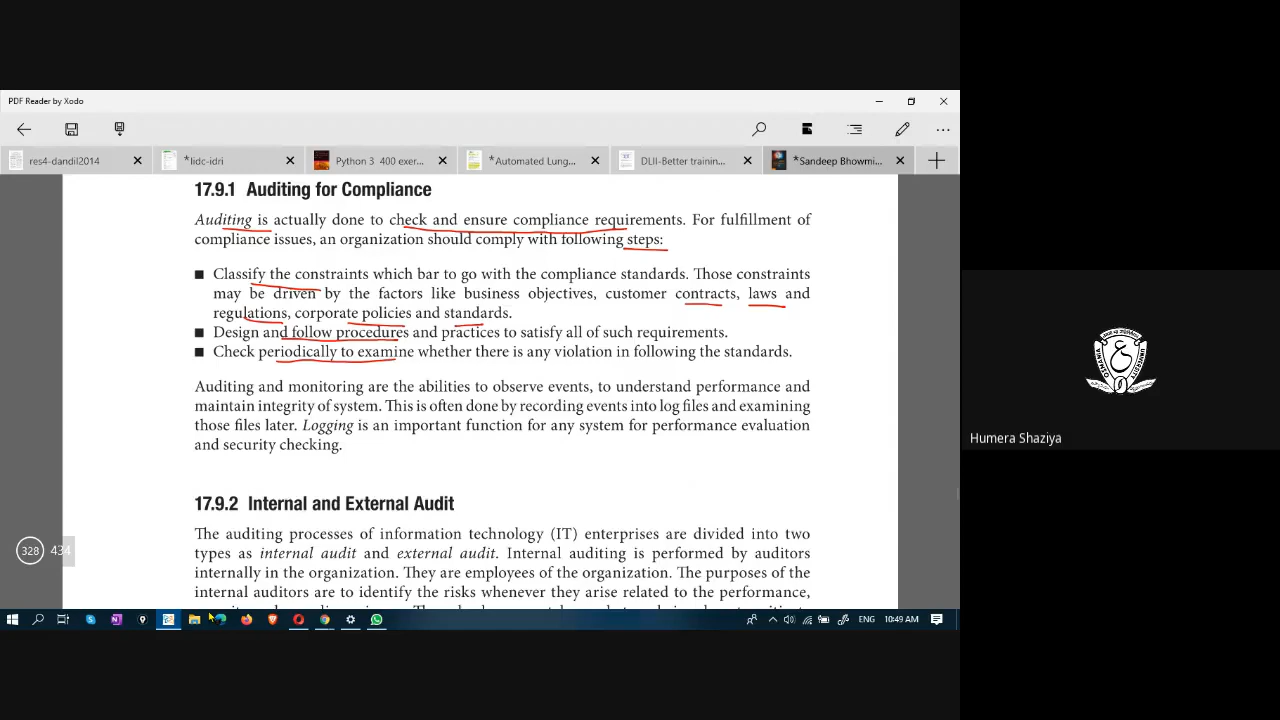 PDF Reader by Xodo
res4-dandil2014
*lidc-idri
Python 3 400 exer...
*Automated Lung...
DLII-Better trainin...
*Sandeep Bhowmi...
17.9.1 Auditing for Compliance
Auditing is actually done to check and ensure compliance requirements. For fulfillment of
compliance issues, an organization should comply with following steps:
■ Classify the constraints which bar to go with the compliance standards. Those constraints
may be driven by the factors like business objectives, customer contracts, laws and
regulations, corporate policies and standards.
■ Design and follow procedures and practices to satisfy all of such requirements.
■ Check periodically to examine whether there is any violation in following the standards.
Auditing and monitoring are the abilities to observe events, to understand performance and
maintain integrity of system. This is often done by recording events into log files and examining
those files later. Logging is an important function for any system for performance evaluation
and security checking.
17.9.2 Internal and External Audit
The auditing processes of information technology (IT) enterprises are divided into two
types as internal audit and external audit. Internal auditing is performed by auditors
internally in the organization. They are employees of the organization. The purposes of the
internal auditors are to identify the risks whenever they arise related to the performance,
328 434
ENG 10:49 AM
Humera Shaziya